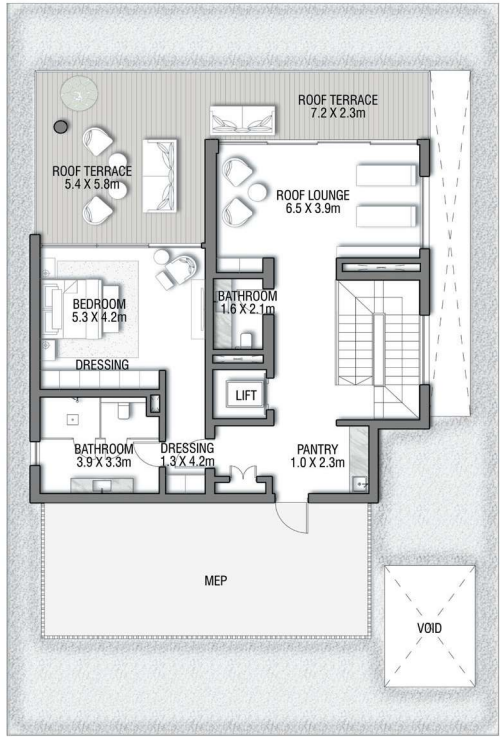 ROOF TERRACE
7.2 X 2.3m
ROOF TERRACE
5.4 X 5.8m
ROOF LOUNGE
6.5 X 3.9m
BEDROOM
5.3 X 4.2m
BATHROOM
1.6 X 2.1m
DRESSING
LIFT
BATHROOM
3.9 X 3.3m
DRESSING
1.3 X 4.2m
PANTRY
1.0 X 2.3m
MEP
VOID